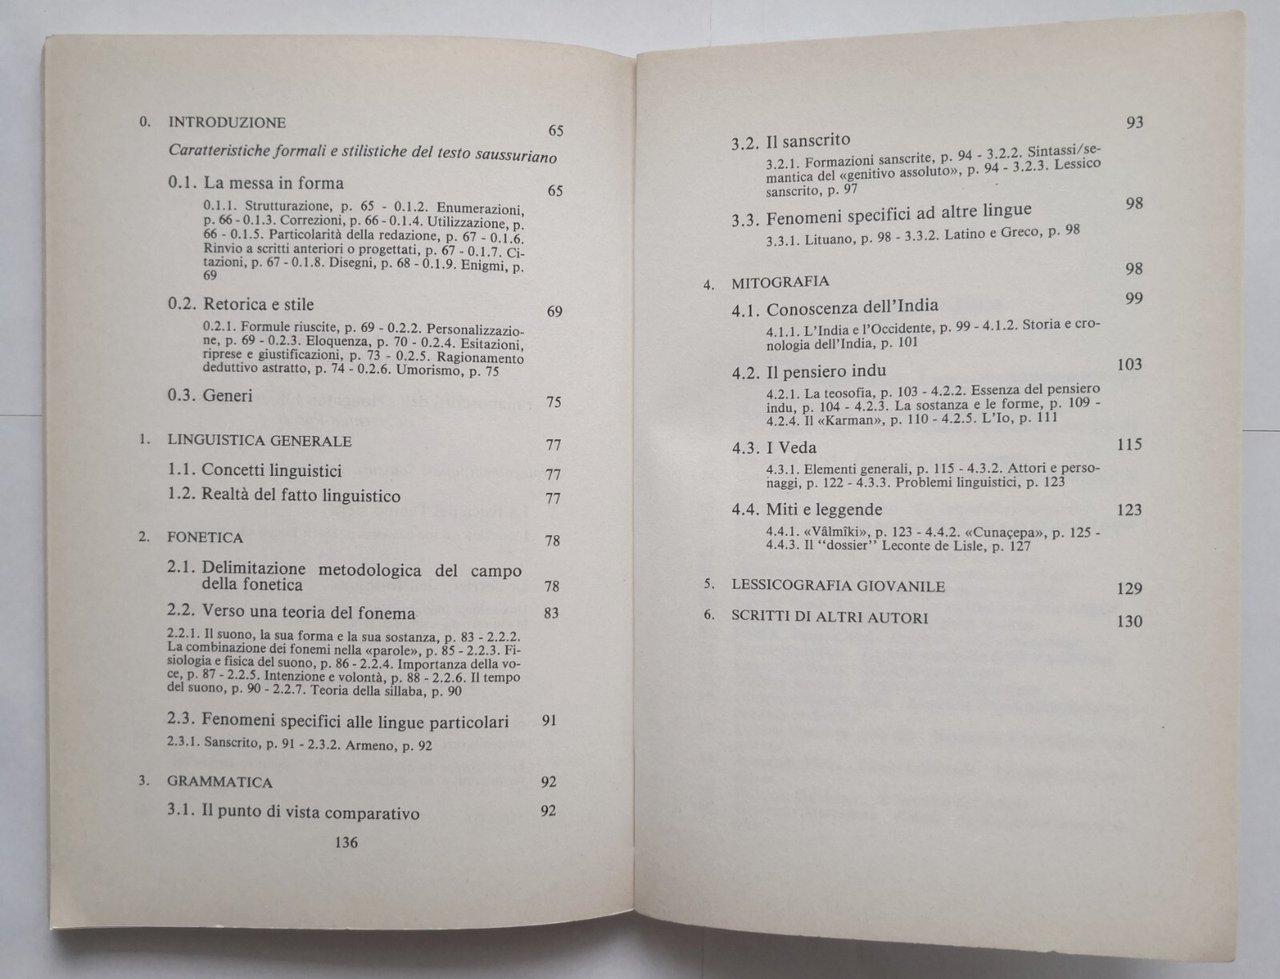 0. INTRODUZIONE 65
Caratteristiche formali e stilistiche del testo saussuriano
0.1. La messa in forma 65
0.1.1. Strutturazione, p. 65 - 0.1.2. Enumerazioni,
p. 66 - 0.1.3. Correzioni, p. 66 - 0.1.4. Utilizzazione, p.
66 - 0.1.5. Particolarità della redazione, p. 67 - 0.1.6.
Rinvio a scritti anteriori o progettati, p. 67 - 0.1.7. Ci-
tazioni, p. 67 - 0.1.8. Disegni, p. 68 - 0.1.9. Enigmi, p.
69
0.2. Retorica e stile 69
0.2.1. Formule riuscite, p. 69 - 0.2.2. Personalizzazio-
ne, p. 69 - 0.2.3. Eloquenza, p. 70 - 0.2.4. Esitazioni,
riprese e giustificazioni, p. 73 - 0.2.5. Ragionamento
deduttivo astratto, p. 74 - 0.2.6. Umorismo, p. 75
0.3. Generi 75
1. LINGUISTICA GENERALE 77
1.1. Concetti linguistici 77
1.2. Realtà del fatto linguistico 77
2. FONETICA 78
2.1. Delimitazione metodologica del campo
della fonetica 78
2.2. Verso una teoria del fonema 83
2.2.1. Il suono, la sua forma e la sua sostanza, p. 83 - 2.2.2.
La combinazione dei fonemi nella «parole», p. 85 - 2.2.3. Fi-
siologia e fisica del suono, p. 86 - 2.2.4. Importanza della vo-
ce, p. 87 - 2.2.5. Intenzione e volontà, p. 88 - 2.2.6. Il tempo
del suono, p. 90 - 2.2.7. Teoria della sillaba, p. 90
2.3. Fenomeni specifici alle lingue particolari 91
2.3.1. Sanscrito, p. 91 - 2.3.2. Armeno, p. 92
3. GRAMMATICA 92
3.1. Il punto di vista comparativo 92
136
3.2. Il sanscrito 93
3.2.1. Formazioni sanscrite, p. 94 - 3.2.2. Sintassi/se-
mantica del «genitivo assoluto», p. 94 - 3.2.3. Lessico
sanscrito, p. 97
3.3. Fenomeni specifici ad altre lingue 98
3.3.1. Lituano, p. 98 - 3.3.2. Latino e Greco, p. 98
4. MITOGRAFIA 98
4.1. Conoscenza dell'India 99
4.1.1. L'India e l'Occidente, p. 99 - 4.1.2. Storia e cro-
nologia dell'India, p. 101
4.2. Il pensiero indu 103
4.2.1. La teosofia, p. 103 - 4.2.2. Essenza del pensiero
indu, p. 104 - 4.2.3. La sostanza e le forme, p. 109 -
4.2.4. Il «Karman», p. 110 - 4.2.5. L'Io, p. 111
4.3. I Veda 115
4.3.1. Elementi generali, p. 115 - 4.3.2. Attori e perso-
naggi, p. 122 - 4.3.3. Problemi linguistici, p. 123
4.4. Miti e leggende 123
4.4.1. «Vâlmîki», p. 123 - 4.4.2. «Cunaçepa», p. 125 -
4.4.3. Il "dossier" Leconte de Lisle, p. 127
5. LESSICOGRAFIA GIOVANILE 129
6. SCRITTI DI ALTRI AUTORI 130